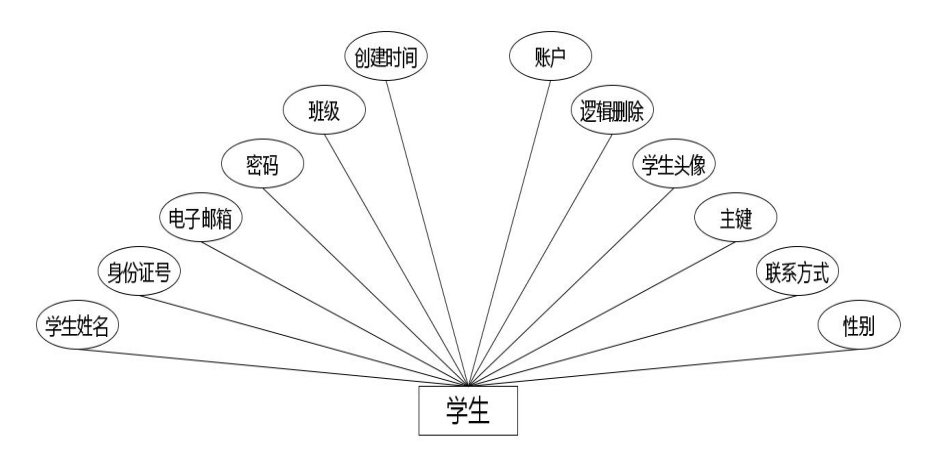 创建时间
账户
班级
逻辑删除
密码
学生头像
电子邮箱
主键
身份证号
联系方式
学生姓名
性别
学生